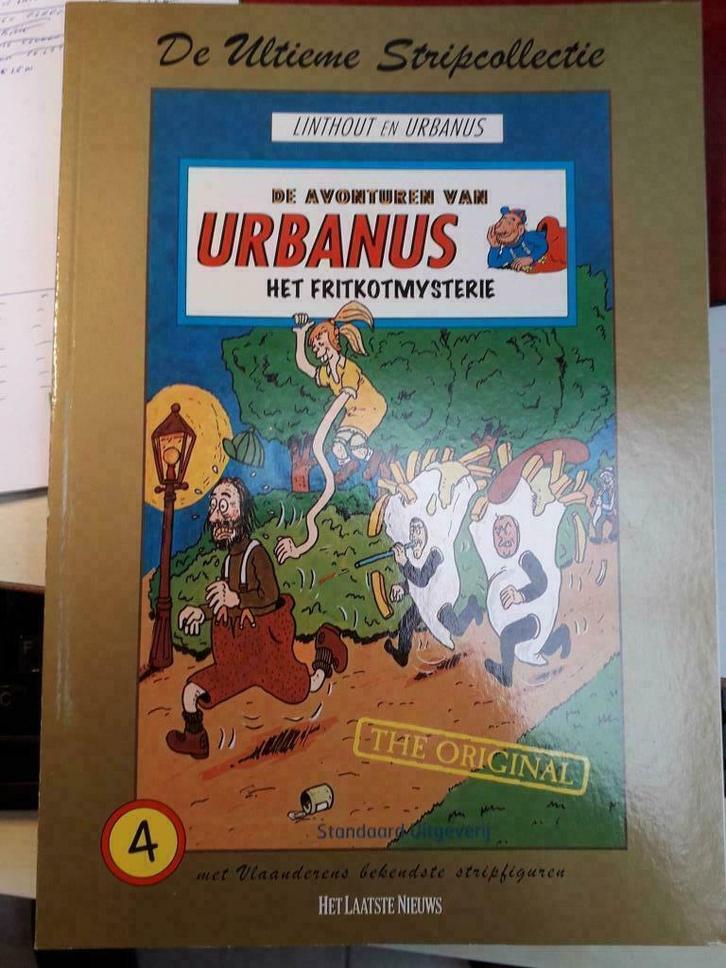 De Ultieme Stripcollectie
LINTHOUT EN URBANUS
DE AVONTUREN VAN
URBANUS
HET FRITKOTMYSTERIE
THE ORIGINAL
Standaard Uitgeverij
4
met Vlaanderens bekendste stripfiguren
HET LAATSTE NIEUWS